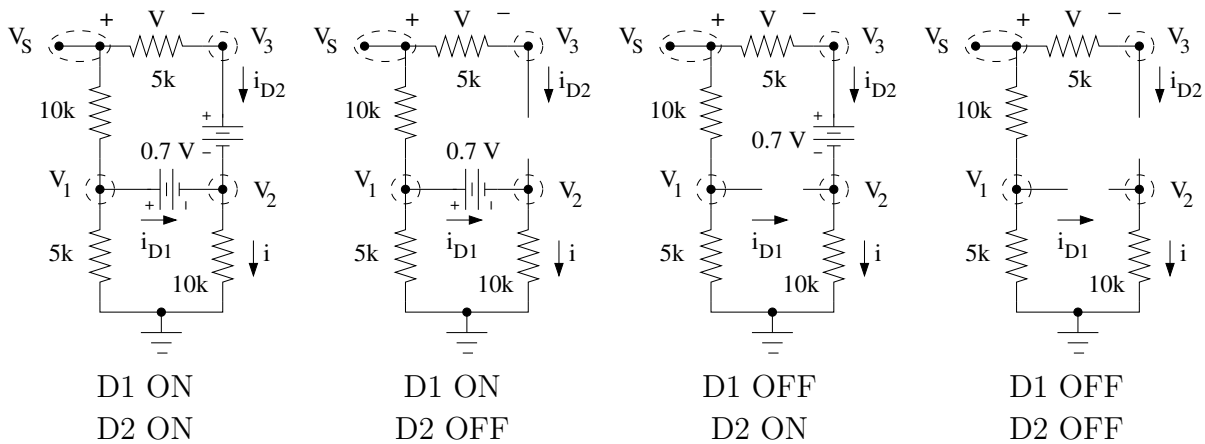 + V −
V_S V_3
5k
i_D2
10k
+
−
0.7 V
V_1 V_2
+ −
i_D1
5k i
10k
D1 ON
D2 ON
+ V −
V_S V_3
5k
i_D2
10k
0.7 V
V_1 V_2
+ −
i_D1
5k i
10k
D1 ON
D2 OFF
+ V −
V_S V_3
5k
i_D2
10k
+
0.7 V
−
V_1 V_2
i_D1
5k i
10k
D1 OFF
D2 ON
+ V −
V_S V_3
5k
i_D2
10k
V_1 V_2
i_D1
5k i
10k
D1 OFF
D2 OFF